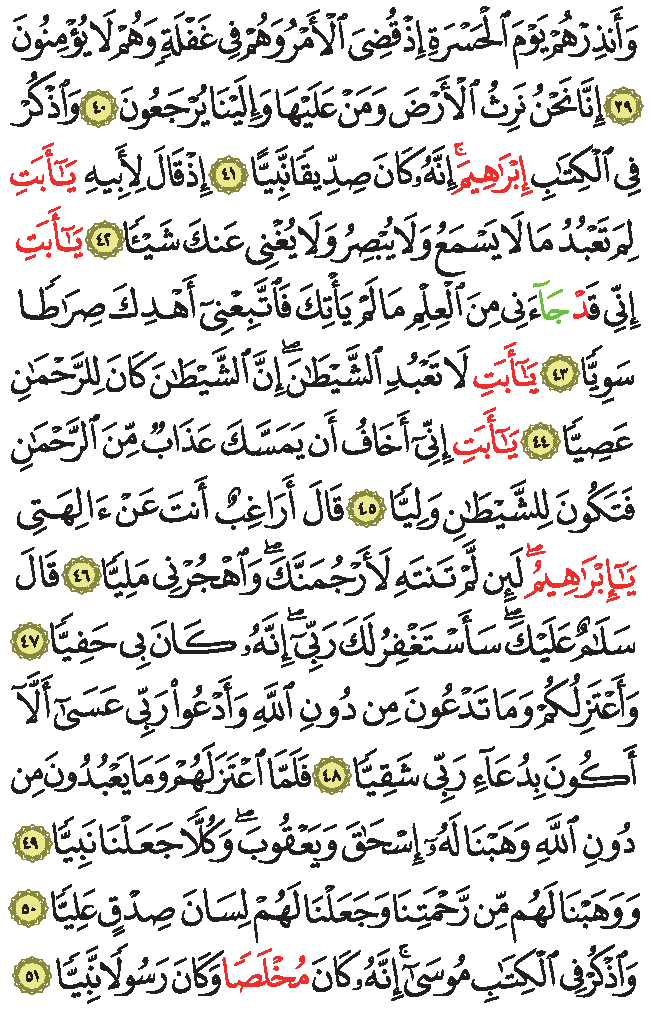 وَأَنذِرْهُمْ يَوْمَ ٱلْحَسْرَةِ إِذْ قُضِىَ ٱلْأَمْرُ وَهُمْ فِى غَفْلَةٍ وَهُمْ لَا يُؤْمِنُونَ
٣٩ إِنَّا نَحْنُ نَرِثُ ٱلْأَرْضَ وَمَنْ عَلَيْهَا وَإِلَيْنَا يُرْجَعُونَ ٤٠ وَٱذْكُرْ
فِى ٱلْكِتَٰبِ إِبْرَٰهِيمَ ۚ إِنَّهُۥ كَانَ صِدِّيقًا نَّبِيًّا ٤١ إِذْ قَالَ لِأَبِيهِ يَٰٓأَبَتِ
لِمَ تَعْبُدُ مَا لَا يَسْمَعُ وَلَا يُبْصِرُ وَلَا يُغْنِى عَنكَ شَيْـًٔا ٤٢ يَٰٓأَبَتِ
إِنِّى قَدْ جَآءَنِى مِنَ ٱلْعِلْمِ مَا لَمْ يَأْتِكَ فَٱتَّبِعْنِىٓ أَهْدِكَ صِرَٰطًا
سَوِيًّا ٤٣ يَٰٓأَبَتِ لَا تَعْبُدِ ٱلشَّيْطَٰنَ ۖ إِنَّ ٱلشَّيْطَٰنَ كَانَ لِلرَّحْمَٰنِ
عَصِيًّا ٤٤ يَٰٓأَبَتِ إِنِّىٓ أَخَافُ أَن يَمَسَّكَ عَذَابٌ مِّنَ ٱلرَّحْمَٰنِ
فَتَكُونَ لِلشَّيْطَٰنِ وَلِيًّا ٤٥ قَالَ أَرَاغِبٌ أَنتَ عَنْ ءَالِهَتِى
يَٰٓإِبْرَٰهِيمُ ۖ لَئِن لَّمْ تَنتَهِ لَأَرْجُمَنَّكَ ۖ وَٱهْجُرْنِى مَلِيًّا ٤٦ قَالَ
سَلَٰمٌ عَلَيْكَ ۖ سَأَسْتَغْفِرُ لَكَ رَبِّىٓ ۖ إِنَّهُۥ كَانَ بِى حَفِيًّا ٤٧
وَأَعْتَزِلُكُمْ وَمَا تَدْعُونَ مِن دُونِ ٱللَّهِ وَأَدْعُوا۟ رَبِّى عَسَىٰٓ أَلَّآ
أَكُونَ بِدُعَآءِ رَبِّى شَقِيًّا ٤٨ فَلَمَّا ٱعْتَزَلَهُمْ وَمَا يَعْبُدُونَ مِن
دُونِ ٱللَّهِ وَهَبْنَا لَهُۥٓ إِسْحَٰقَ وَيَعْقُوبَ ۖ وَكُلًّا جَعَلْنَا نَبِيًّا ٤٩
وَوَهَبْنَا لَهُم مِّن رَّحْمَتِنَا وَجَعَلْنَا لَهُمْ لِسَانَ صِدْقٍ عَلِيًّا ٥٠
وَٱذْكُرْ فِى ٱلْكِتَٰبِ مُوسَىٰٓ ۚ إِنَّهُۥ كَانَ مُخْلَصًا وَكَانَ رَسُولًا نَّبِيًّا ٥١